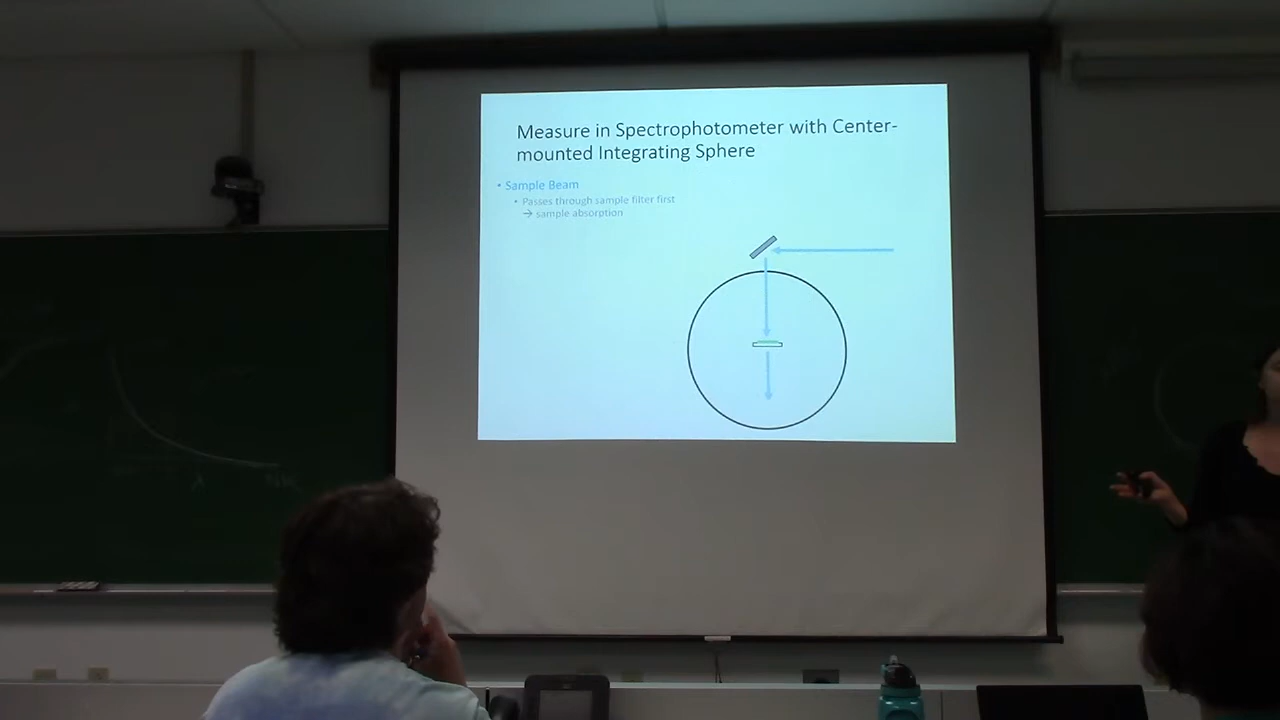 Measure in Spectrophotometer with Center-
mounted Integrating Sphere
• Sample Beam
• Passes through sample filter first
→ sample absorption